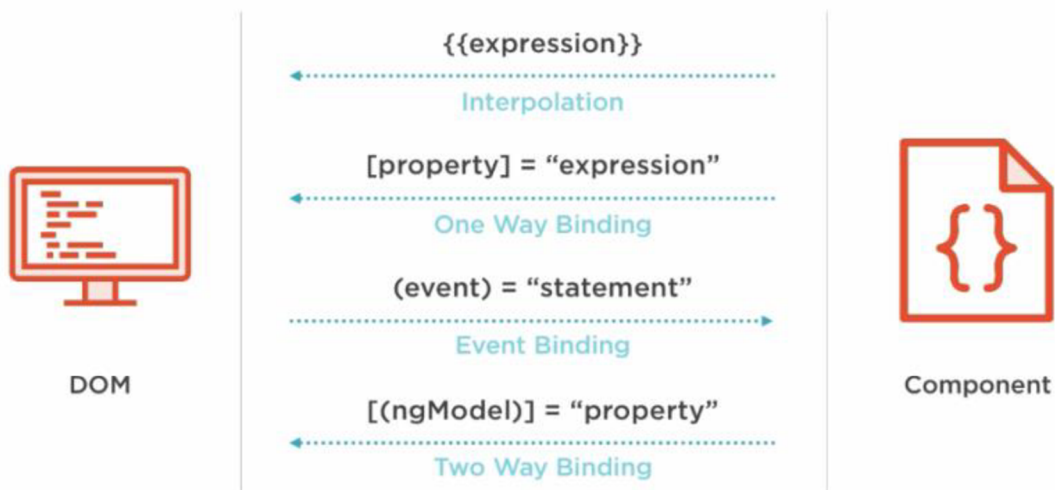 {{expression}}
Interpolation
[property] = “expression”
One Way Binding
(event) = “statement”
Event Binding
DOM
Component
[(ngModel)] = “property”
Two Way Binding